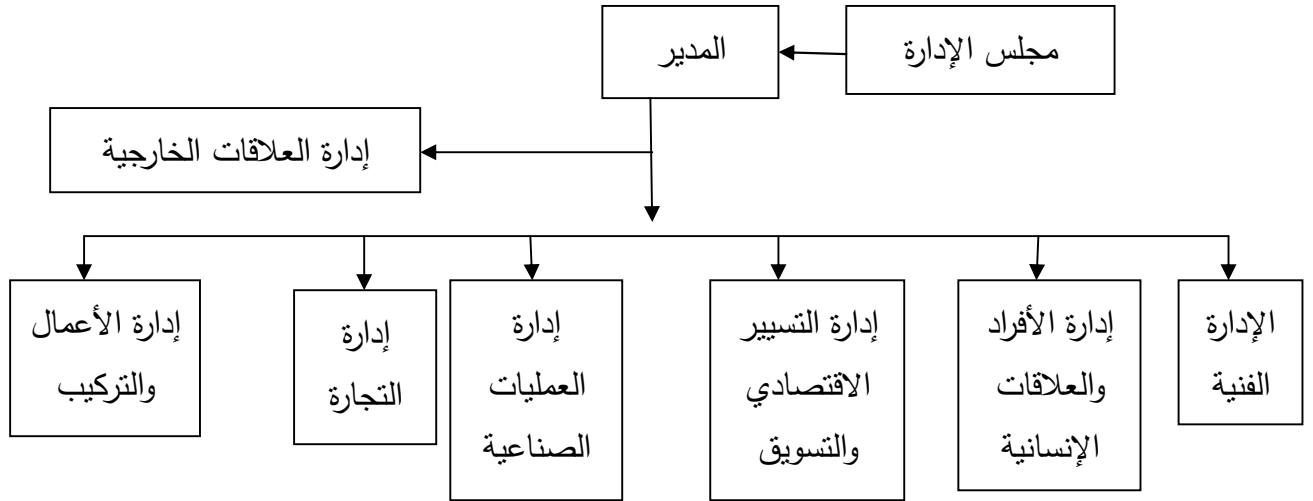 مجلس الإدارة
المدير
إدارة العلاقات الخارجية
الإدارة
الفنية
إدارة الأفراد
والعلاقات
الإنسانية
إدارة التسيير
الاقتصادي
والتسويق
إدارة
العمليات
الصناعية
إدارة
التجارة
إدارة الأعمال
والتركيب